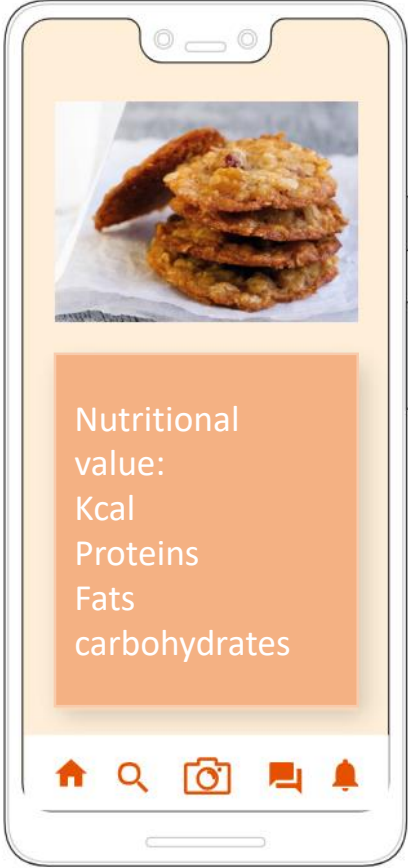 Nutritional
value:
Kcal
Proteins
Fats
carbohydrates